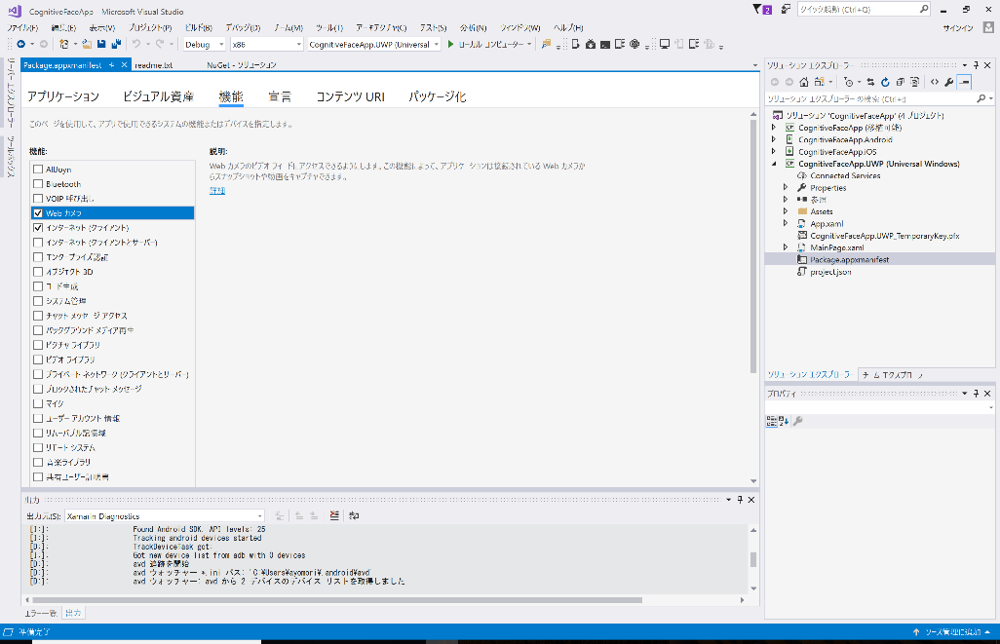 CognitiveFaceApp - Microsoft Visual Studio
2
クイック起動 (Ctrl+Q)
ファイル(F) 編集(E) 表示(V) プロジェクト(P) ビルド(B) デバッグ(D) チーム(M) ツール(T) アーキテクチャ(C) テスト(S) 分析(N) ウィンドウ(W) ヘルプ(H)
サインイン
Debug x86 CognitiveFaceApp.UWP (Universal ローカル コンピューター
サーバー エクスプローラー
ツールボックス
Package.appxmanifest readme.txt NuGet - ソリューション
アプリケーション ビジュアル資産 機能 宣言 コンテンツ URI パッケージ化
このページを使用して、アプリで使用できるシステムの機能またはデバイスを指定します。
機能:
AllJoyn
Bluetooth
VOIP 呼び出し
Web カメラ
インターネット (クライアント)
インターネット (クライアントとサーバー)
エンタープライズ認証
オブジェクト 3D
コード生成
システム管理
チャット メッセージ アクセス
バックグラウンド メディア再生
ピクチャ ライブラリ
ビデオ ライブラリ
プライベート ネットワーク (クライアントとサーバー)
ブロックされたチャット メッセージ
マイク
ユーザー アカウント情報
リムーバブル記憶域
リモート システム
音楽ライブラリ
共有ユーザー証明書
説明:
Web カメラのビデオ フィードにアクセスできるようにします。この機能によって、アプリケーションは接続されている Web カメラか
らスナップショットや動画をキャプチャできます。
詳細
ソリューション エクスプローラー
ソリューション エクスプローラー の検索 (Ctrl+;)
ソリューション 'CognitiveFaceApp' (4 プロジェクト)
CognitiveFaceApp (移植可能)
CognitiveFaceApp.Android
CognitiveFaceApp.iOS
CognitiveFaceApp.UWP (Universal Windows)
Connected Services
Properties
参照
Assets
App.xaml
CognitiveFaceApp.UWP_TemporaryKey.pfx
MainPage.xaml
Package.appxmanifest
project.json
ソリューション エクスプローラー チーム エクスプローラー
プロパティ
出力
出力元(S): Xamarin Diagnostics
[I:]: Found Android SDK. API levels: 25
[I:]: Tracking android devices started
[D:]: TrackDeviceTask got:
[I:]: Got new device list from adb with 0 devices
[D:]: avd 追跡を開始
[D:]: avd ウォッチャー *.ini パス: 'C:¥Users¥ayomori¥.android¥avd'
[D:]: avd ウォッチャー: avd から 2 デバイスのデバイス リストを取得しました
エラー一覧 出力
準備完了
ソース管理に追加